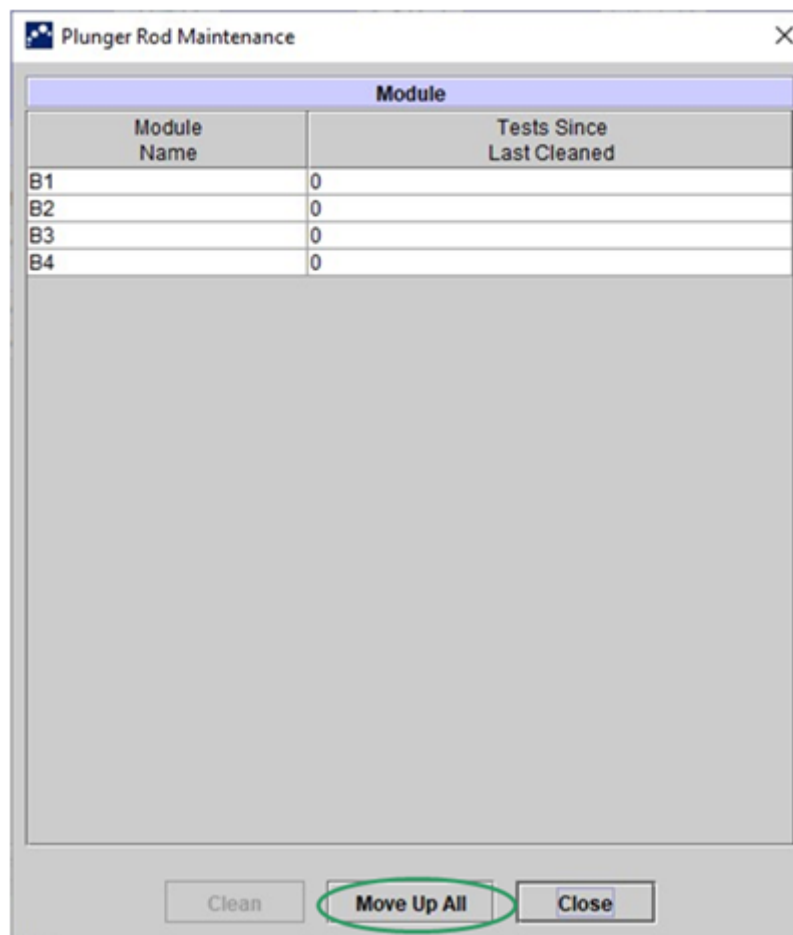 Plunger Rod Maintenance
Module
Module Name
Tests Since Last Cleaned
B1 0
B2 0
B3 0
B4 0
Clean Move Up All Close